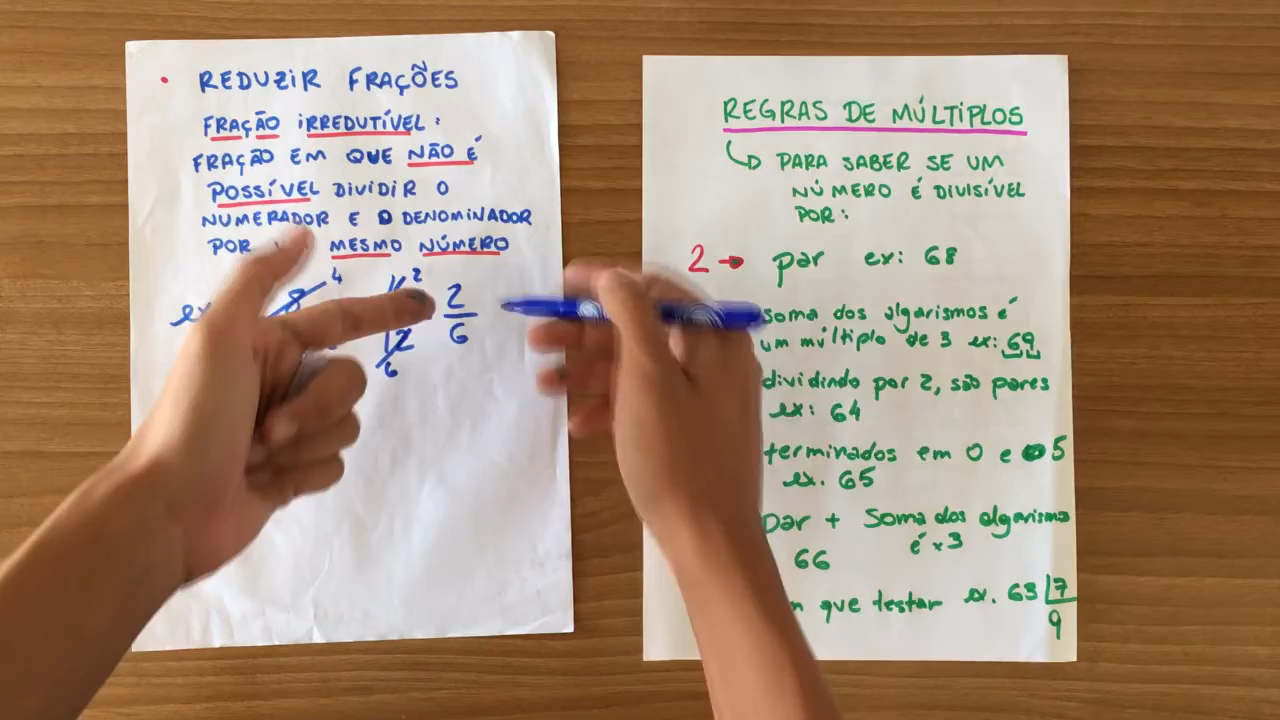 • REDUZIR FRAÇÕES
FRAÇÃO IRREDUTÍVEL:
FRAÇÃO EM QUE NÃO É
POSSÍVEL DIVIDIR O
NUMERADOR E O DENOMINADOR
POR MESMO NÚMERO
ex
8 4
2
12
6
2
6
REGRAS DE MÚLTIPLOS
↳ PARA SABER SE UM
NÚMERO É DIVISÍVEL
POR:
2 → par ex: 68
soma dos algarismos é
um múltiplo de 3 ex: 69
dividindo por 2, são pares
ex: 64
terminados em 0 e 5
ex. 65
par + soma dos algarismo
é x3
66
que testar ex. 63 7
9